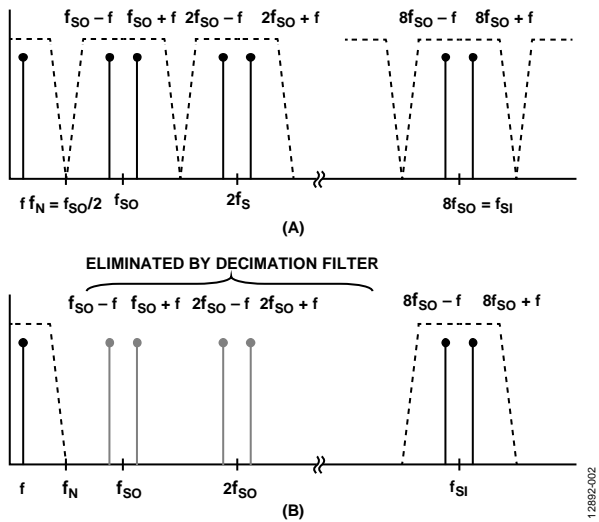 fSO – f fSO + f 2fSO – f 2fSO + f 8fSO – f 8fSO + f
f fN = fSO/2 fSO 2fS 8fSO = fSI
(A)
ELIMINATED BY DECIMATION FILTER
fSO – f fSO + f 2fSO – f 2fSO + f 8fSO – f 8fSO + f
f fN fSO 2fSO fSI
(B)
12892-002